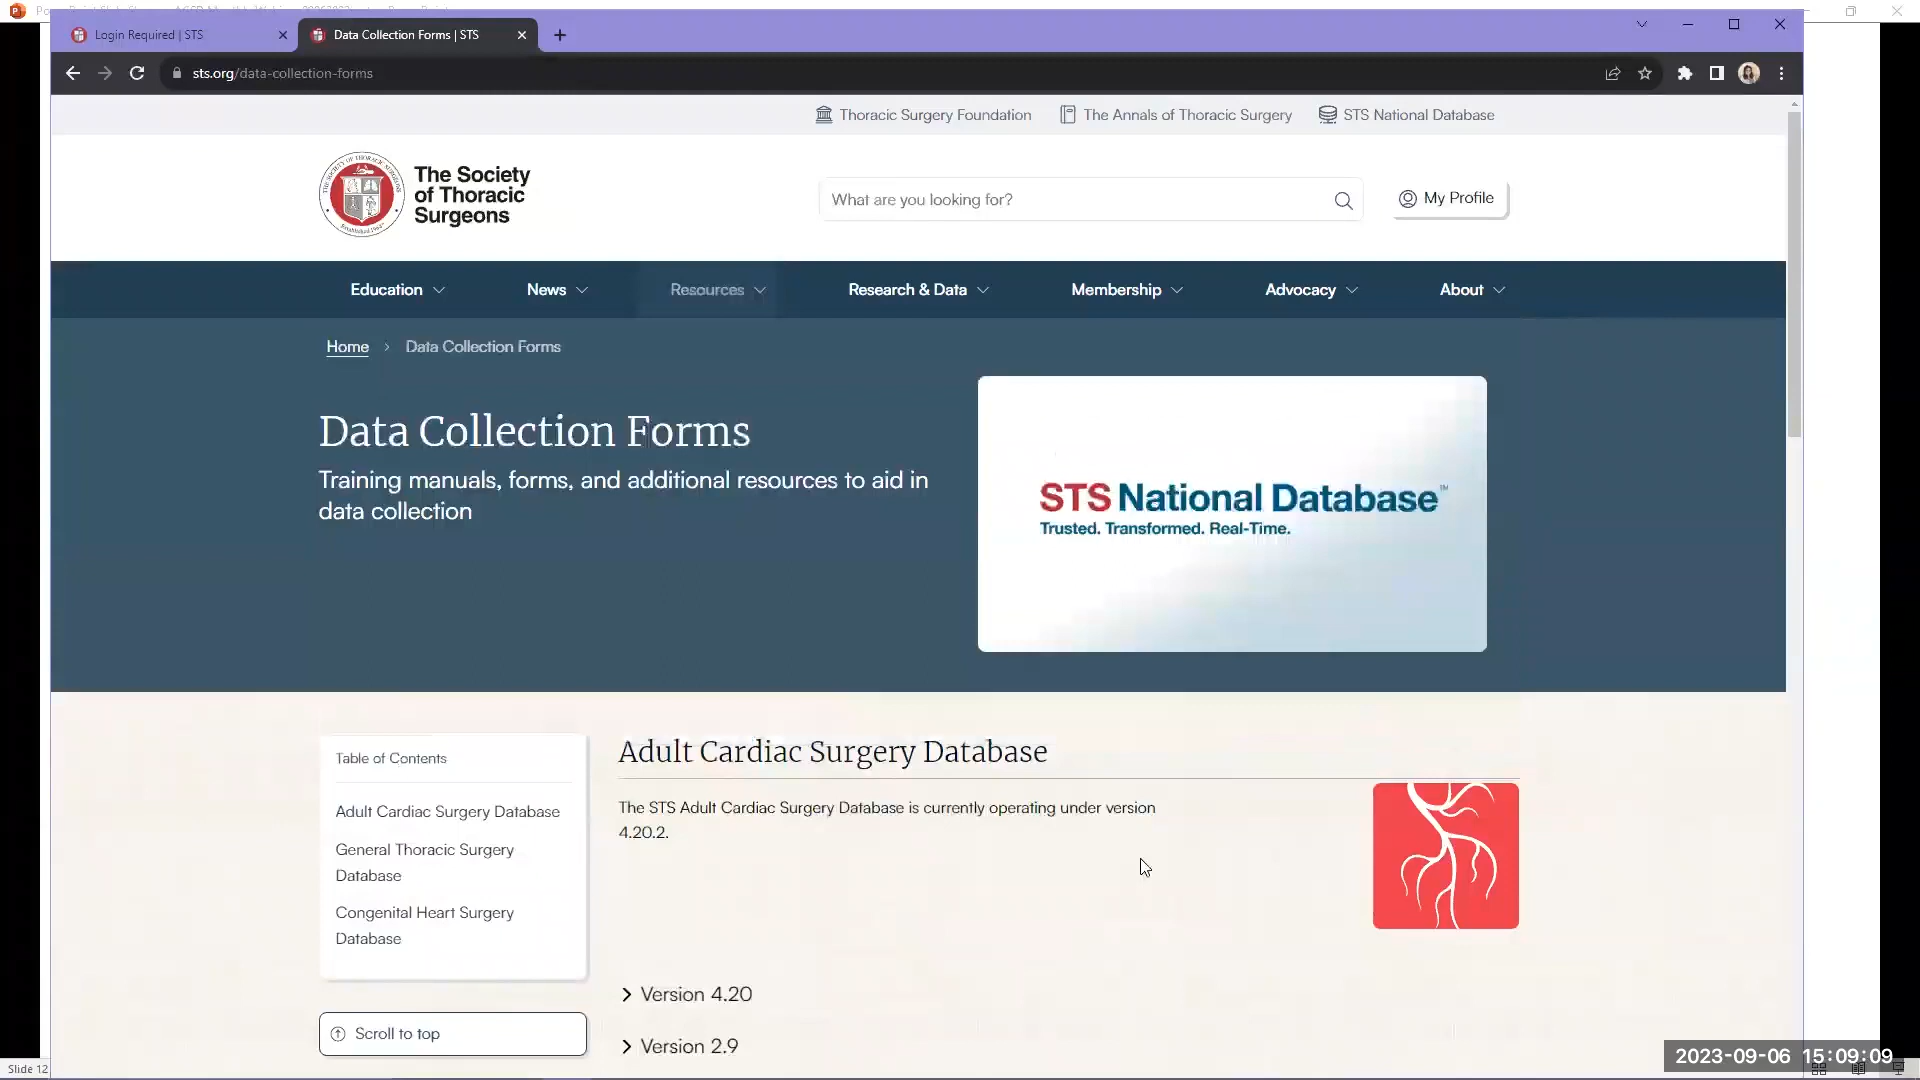 Login Required | STS
Data Collection Forms | STS
sts.org/data-collection-forms
Thoracic Surgery Foundation
The Annals of Thoracic Surgery
STS National Database
The Society
of Thoracic
Surgeons
What are you looking for?
My Profile
Education
News
Resources
Research & Data
Membership
Advocacy
About
Home
Data Collection Forms
Data Collection Forms
Training manuals, forms, and additional resources to aid in
data collection
STS National Database™
Trusted. Transformed. Real-Time.
Table of Contents
Adult Cardiac Surgery Database
General Thoracic Surgery
Database
Congenital Heart Surgery
Database
Scroll to top
Adult Cardiac Surgery Database
The STS Adult Cardiac Surgery Database is currently operating under version
4.20.2.
Version 4.20
Version 2.9
Slide 12
2023-09-06 15:09:09